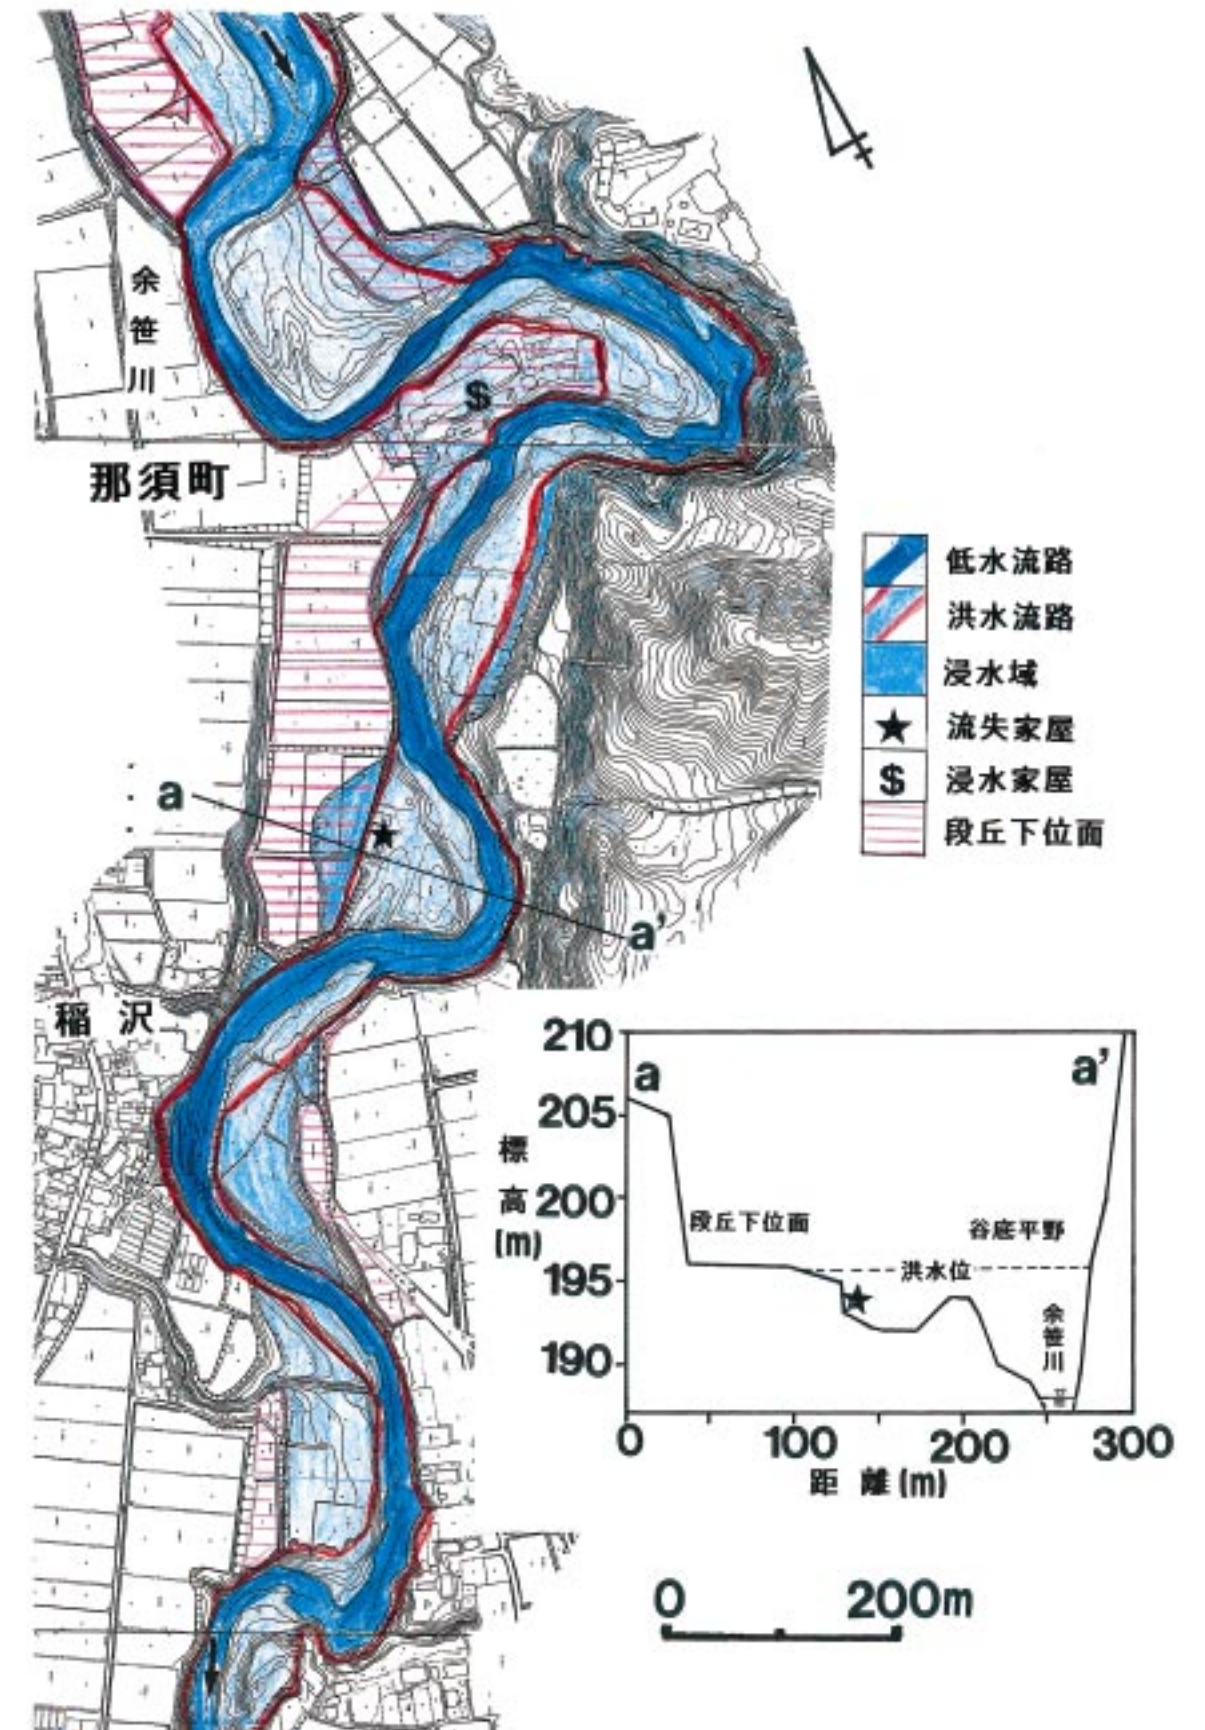 余笹川
那須町
低水流路
洪水流路
浸水域
★ 流失家屋
$ 浸水家屋
段丘下位面
$
a
★
a'
稲沢
210
205
200
195
190
標高(m)
a
a'
段丘下位面
谷底平野
洪水位
★
余笹川
0 100 200 300
距離(m)
0 200m